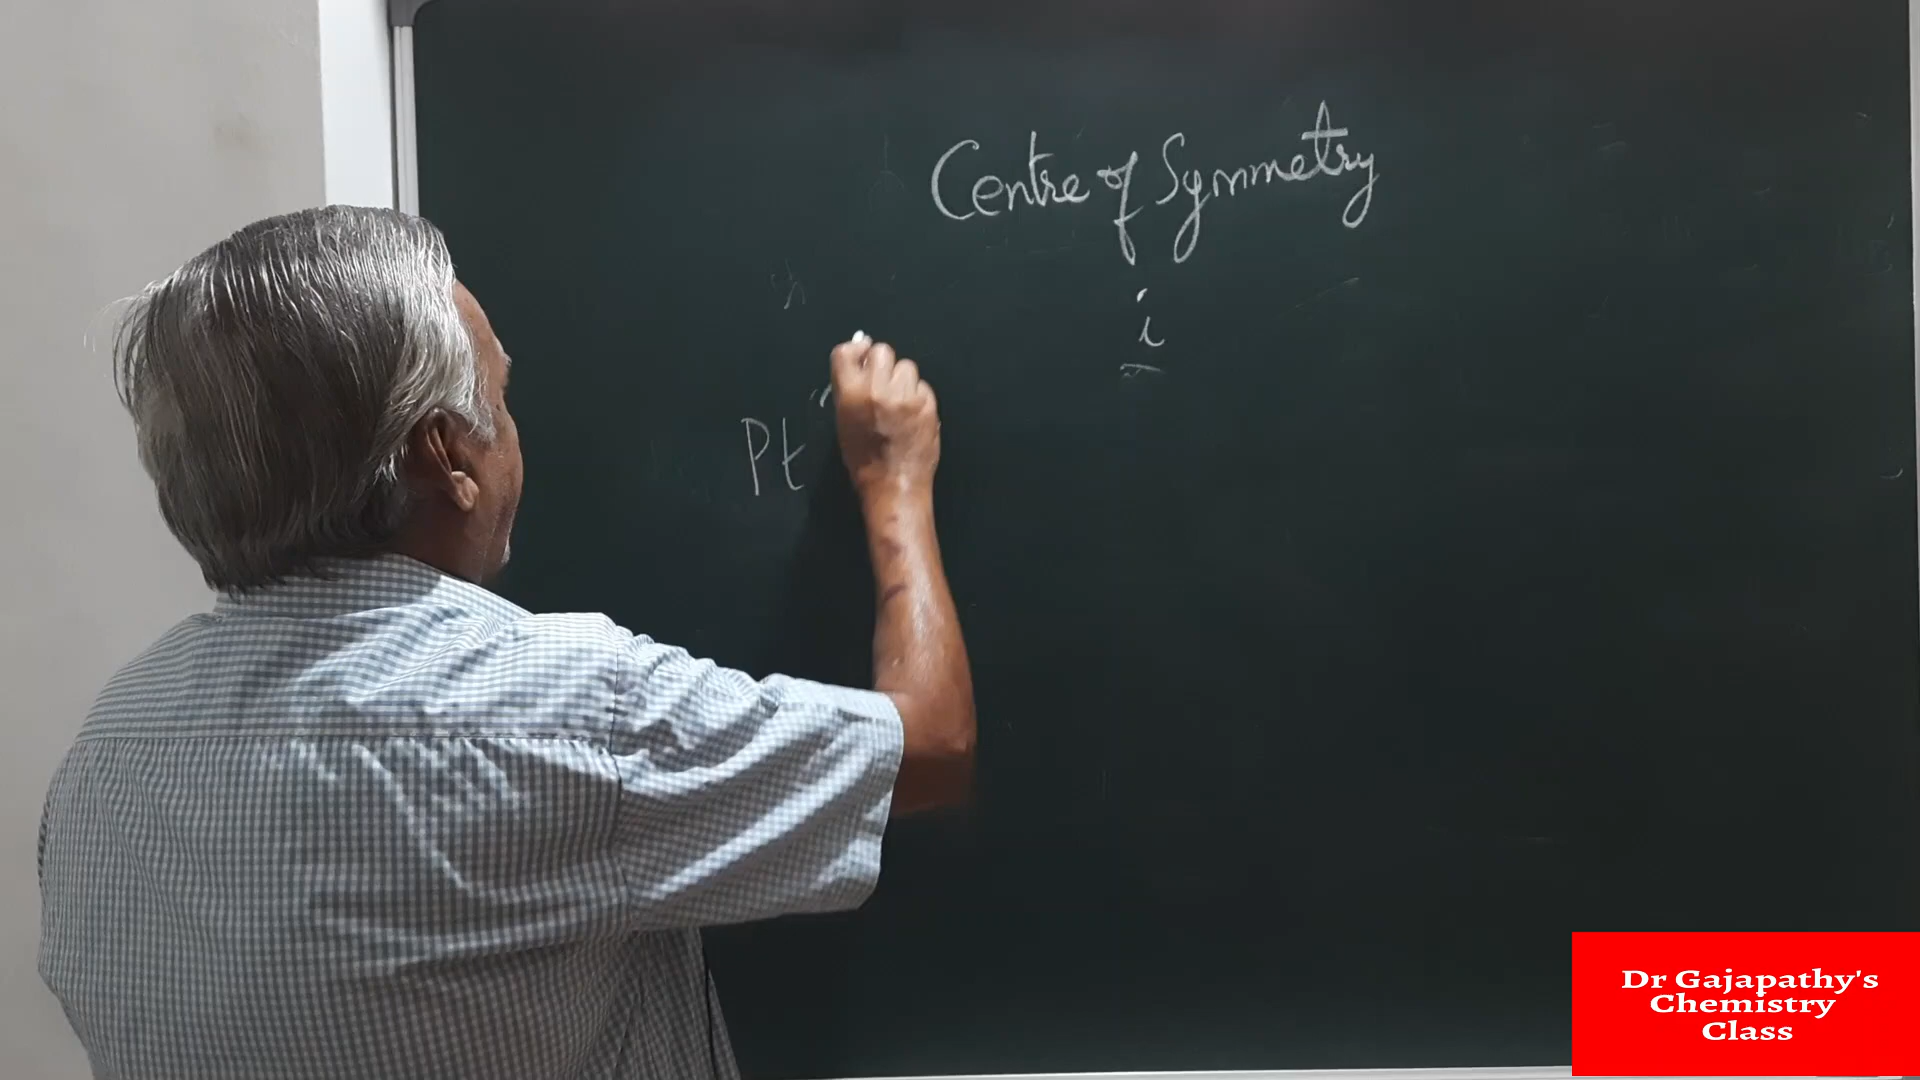 Centre of Symmetry
i
Pt
Dr Gajapathy's
Chemistry
Class